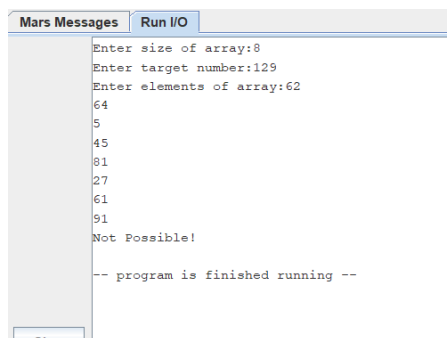 Mars Messages Run I/O
Enter size of array:8
Enter target number:129
Enter elements of array:62
64
5
45
81
27
61
91
Not Possible!
-- program is finished running --